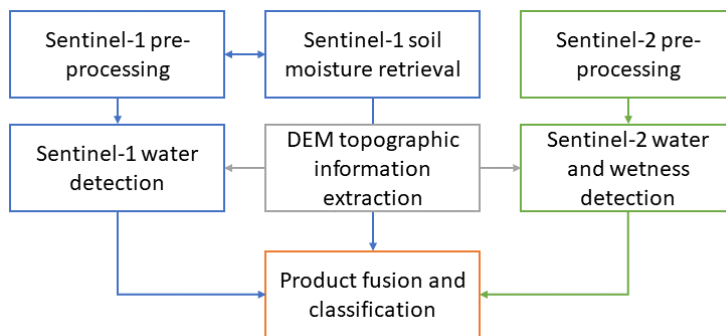 Sentinel-1 pre-
processing
Sentinel-1 soil
moisture retrieval
Sentinel-2 pre-
processing
Sentinel-1 water
detection
DEM topographic
information
extraction
Sentinel-2 water
and wetness
detection
Product fusion and
classification